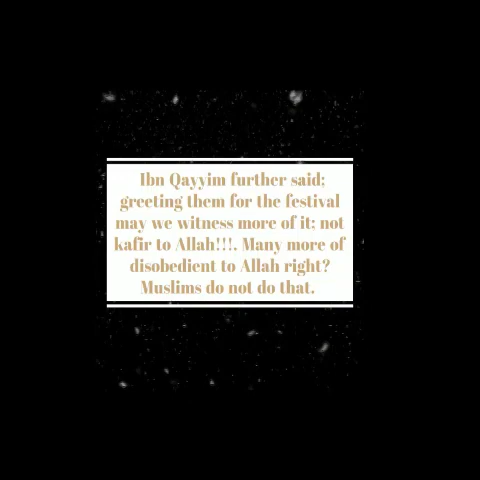 Ibn Qayyim further said;
greeting them for the festival
may we witness more of it; not
kafir to Allah!!!. Many more of
disobedient to Allah right?
Muslims do not do that.